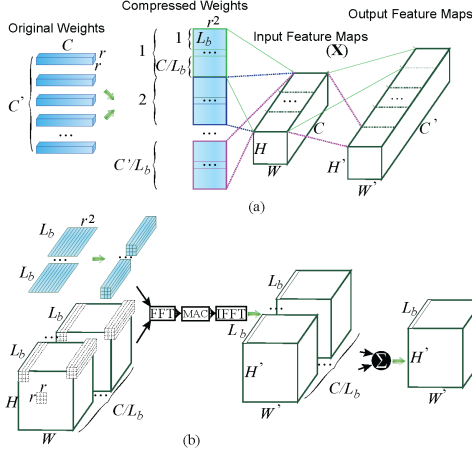 Compressed Weights
Output Feature Maps
Original Weights
r²
Input Feature Maps
(X)
C
r
r
C'
1
1
L_b
...
C/L_b
2
...
...
...
C'/L_b
...
H
W
C
H'
W'
C'
(a)
L_b
r²
...
L_b
...
FFT
MAC
IFFT
L_b
L_b
L_b
L_b
...
...
H
r
r
W
C/L_b
H'
W'
C/L_b
Σ
L_b
H'
W'
(b)